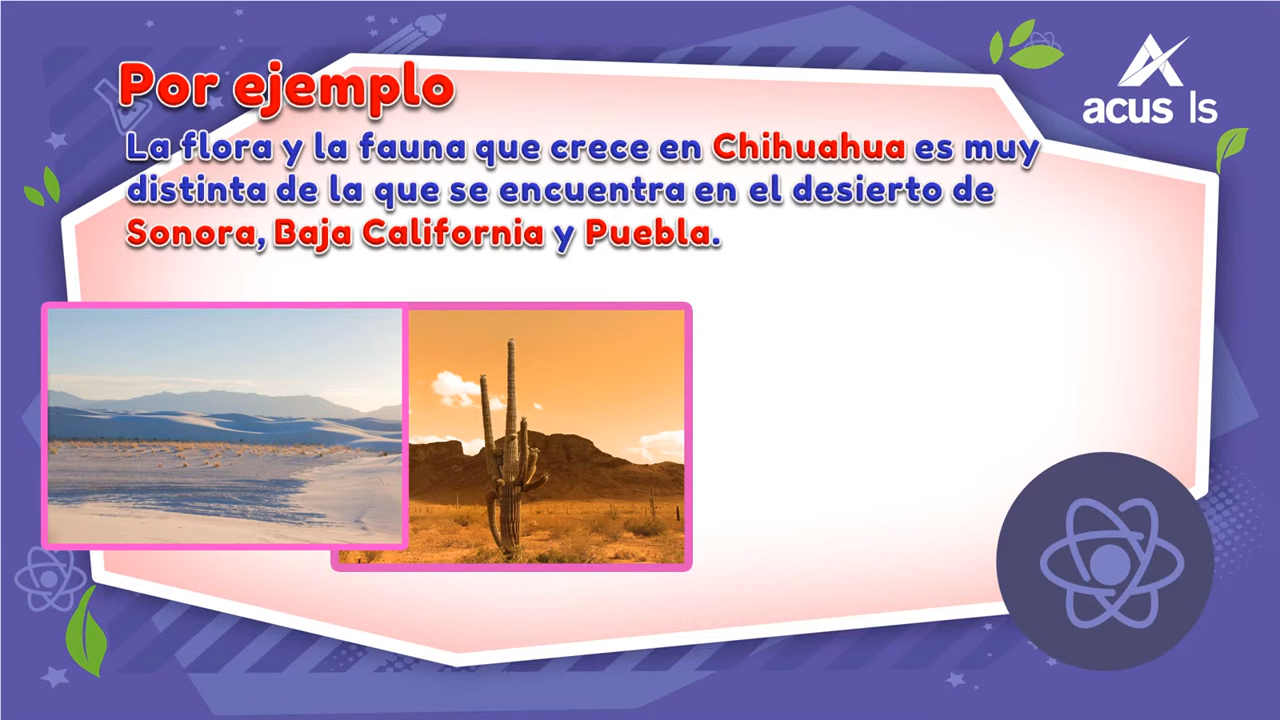 Por ejemplo
La flora y la fauna que crece en Chihuahua es muy
distinta de la que se encuentra en el desierto de
Sonora, Baja California y Puebla.
acus ls